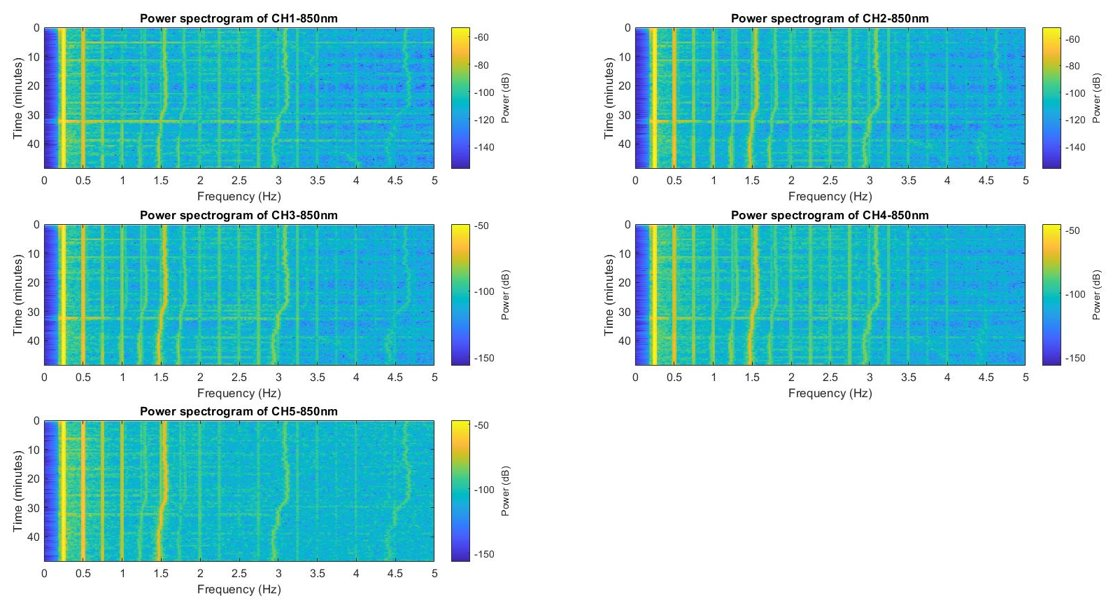 Power spectrogram of CH1-850nm
0
10
20
30
40
Time (minutes)
0 0.5 1 1.5 2 2.5 3 3.5 4 4.5 5
Frequency (Hz)
-60
-80
-100
-120
-140
Power (dB)
Power spectrogram of CH2-850nm
0
10
20
30
40
Time (minutes)
0 0.5 1 1.5 2 2.5 3 3.5 4 4.5 5
Frequency (Hz)
-60
-80
-100
-120
-140
Power (dB)
Power spectrogram of CH3-850nm
0
10
20
30
40
Time (minutes)
0 0.5 1 1.5 2 2.5 3 3.5 4 4.5 5
Frequency (Hz)
-50
-100
-150
Power (dB)
Power spectrogram of CH4-850nm
0
10
20
30
40
Time (minutes)
0 0.5 1 1.5 2 2.5 3 3.5 4 4.5 5
Frequency (Hz)
-50
-100
-150
Power (dB)
Power spectrogram of CH5-850nm
0
10
20
30
40
Time (minutes)
0 0.5 1 1.5 2 2.5 3 3.5 4 4.5 5
Frequency (Hz)
-50
-100
-150
Power (dB)